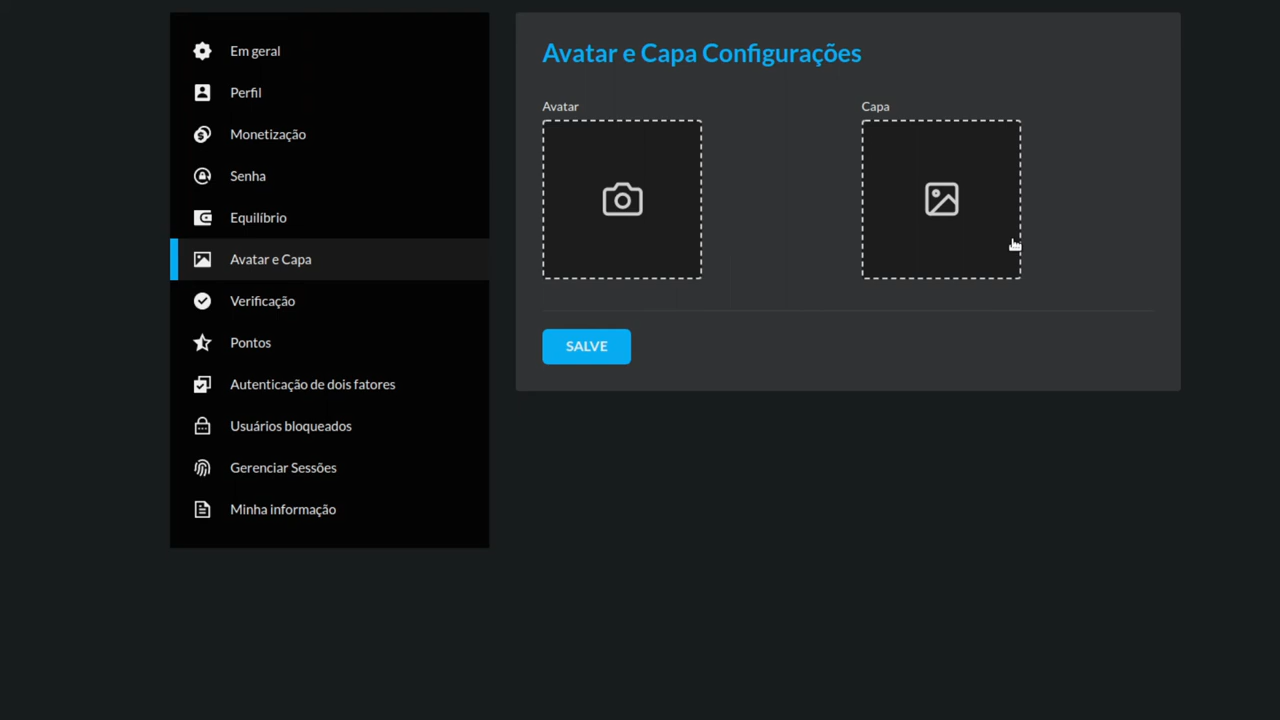 Em geral
Perfil
Monetização
Senha
Equilíbrio
Avatar e Capa
Verificação
Pontos
Autenticação de dois fatores
Usuários bloqueados
Gerenciar Sessões
Minha informação
Avatar e Capa Configurações
Avatar
Capa
SALVE